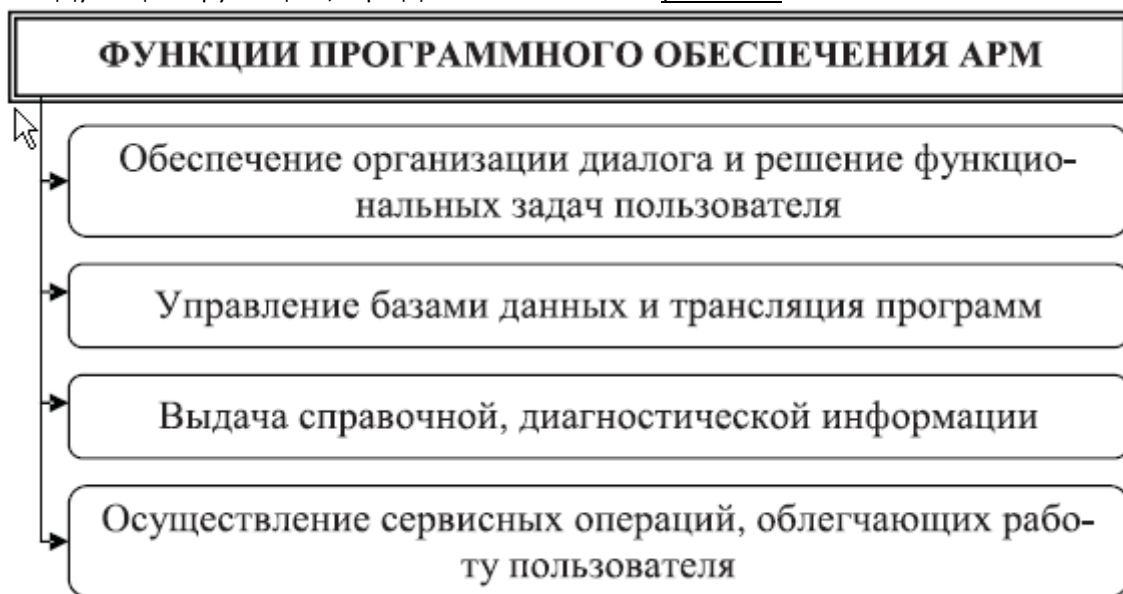 ФУНКЦИИ ПРОГРАММНОГО ОБЕСПЕЧЕНИЯ АРМ
Обеспечение организации диалога и решение функцио-
нальных задач пользователя
Управление базами данных и трансляция программ
Выдача справочной, диагностической информации
Осуществление сервисных операций, облегчающих рабо-
ту пользователя